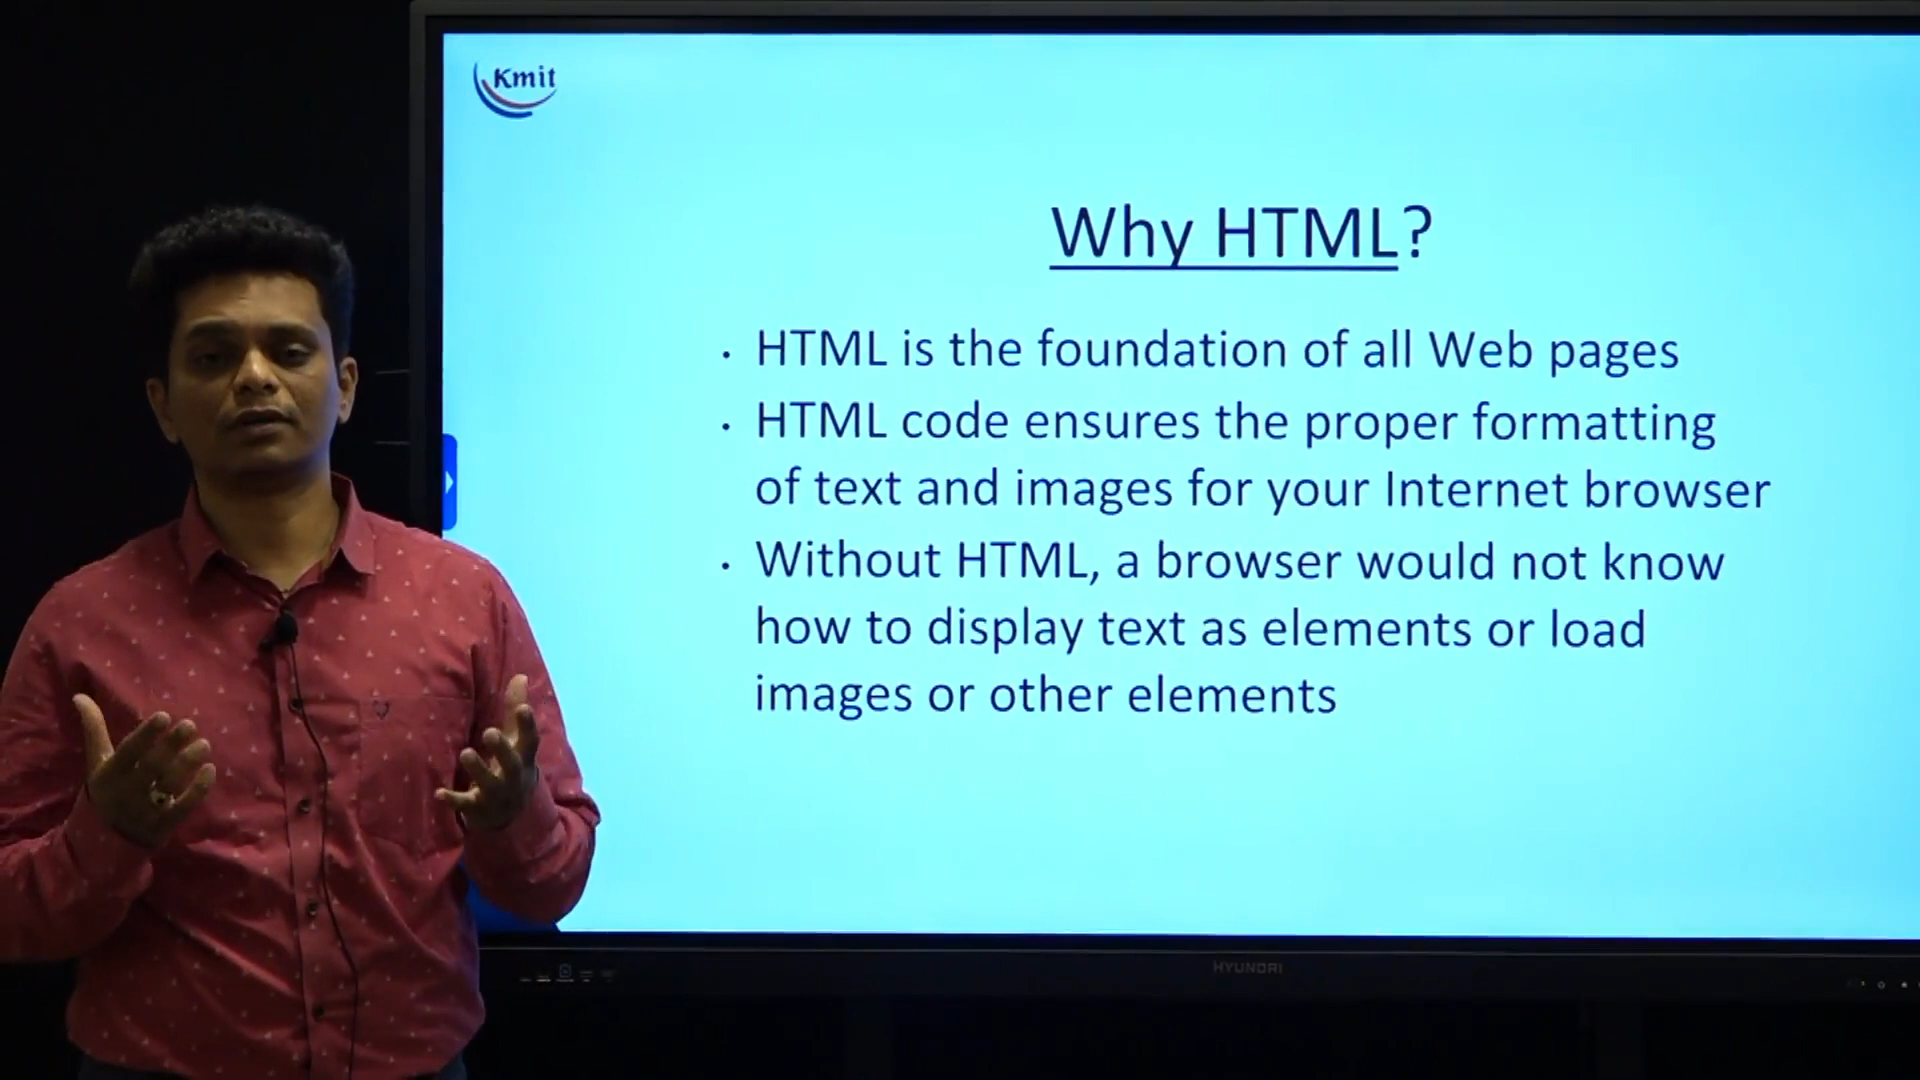 Kmit
Why HTML?
• HTML is the foundation of all Web pages
• HTML code ensures the proper formatting
of text and images for your Internet browser
• Without HTML, a browser would not know
how to display text as elements or load
images or other elements
HYUNDAI